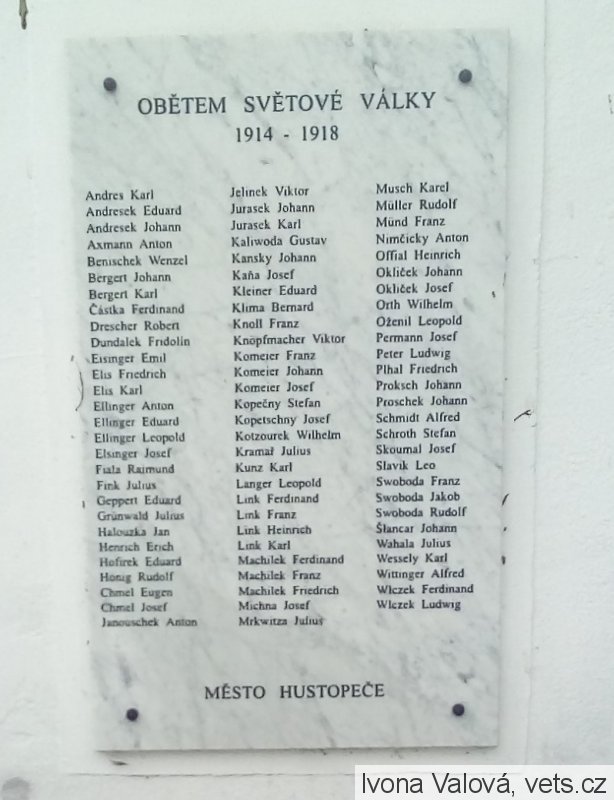 OBĚTEM SVĚTOVÉ VÁLKY
1914 - 1918
Andres Karl
Andresek Eduard
Andresek Johann
Axmann Anton
Benischek Wenzel
Bergert Johann
Bergert Karl
Částka Ferdinand
Drescher Robert
Dundalek Fridolin
Eisinger Emil
Elis Friedrich
Elis Karl
Ellinger Anton
Ellinger Eduard
Ellinger Leopold
Elsinger Josef
Fiala Raimund
Fink Julius
Geppert Eduard
Grünwald Julius
Halouzka Jan
Henrich Erich
Hofírek Eduard
Honig Rudolf
Chmel Eugen
Chmel Josef
Janouschek Anton
Jelínek Viktor
Jurasek Johann
Jurasek Karl
Kaliwoda Gustav
Kansky Johann
Kaňa Josef
Kleiner Eduard
Klima Bernard
Knoll Franz
Knöpfmacher Viktor
Komeier Franz
Komeier Johann
Komeier Josef
Kopečny Stefan
Kopetschny Josef
Kotzourek Wilhelm
Kramař Julius
Kunz Karl
Langer Leopold
Link Ferdinand
Link Franz
Link Heinrich
Link Karl
Machilek Ferdinand
Machilek Franz
Machilek Friedrich
Michna Josef
Mrkwitza Julius
Musch Karel
Müller Rudolf
Münd Franz
Nimčicky Anton
Offial Heinrich
Okliček Johann
Okliček Josef
Orth Wilhelm
Oženil Leopold
Permann Josef
Peter Ludwig
Plhal Friedrich
Proksch Johann
Proschek Johann
Schmidt Alfred
Schroth Stefan
Skoumal Josef
Slavik Leo
Swoboda Franz
Swoboda Jakob
Swoboda Rudolf
Šlancar Johann
Wahala Julius
Wessely Karl
Wittinger Alfred
Wlczek Ferdinand
Wlczek Ludwig
MĚSTO HUSTOPEČE
Ivona Valová, vets.cz